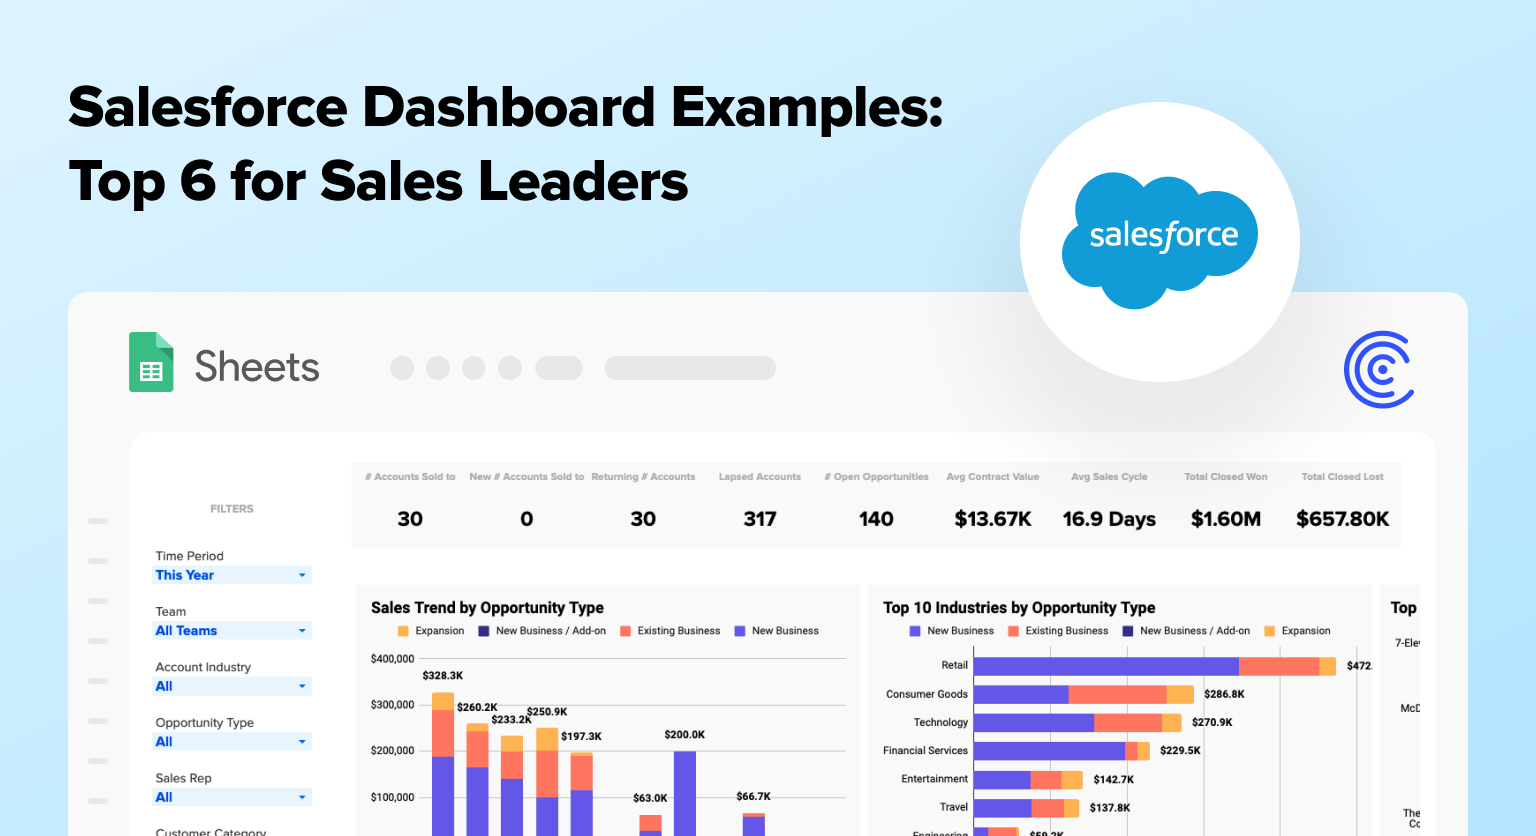 Salesforce Dashboard Examples:
Top 6 for Sales Leaders
salesforce
Sheets
# Accounts Sold to
New # Accounts Sold to
Returning # Accounts
Lapsed Accounts
# Open Opportunities
Avg Contract Value
Avg Sales Cycle
Total Closed Won
Total Closed Lost
30
0
30
317
140
$13.67K
16.9 Days
$1.60M
$657.80K
FILTERS
Time Period
This Year
Team
All Teams
Account Industry
All
Opportunity Type
All
Sales Rep
All
Customer Category
Sales Trend by Opportunity Type
Expansion
New Business / Add-on
Existing Business
New Business
$400,000
$300,000
$200,000
$100,000
$328.3K
$260.2K
$233.2K
$250.9K
$197.3K
$63.0K
$200.0K
$66.7K
Top 10 Industries by Opportunity Type
New Business
Existing Business
New Business / Add-on
Expansion
Retail
$472.
Consumer Goods
$286.8K
Technology
$270.9K
Financial Services
$229.5K
Entertainment
$142.7K
Travel
$137.8K
Engineering
$59.2K
Top
7-Elev
McD
The
Co